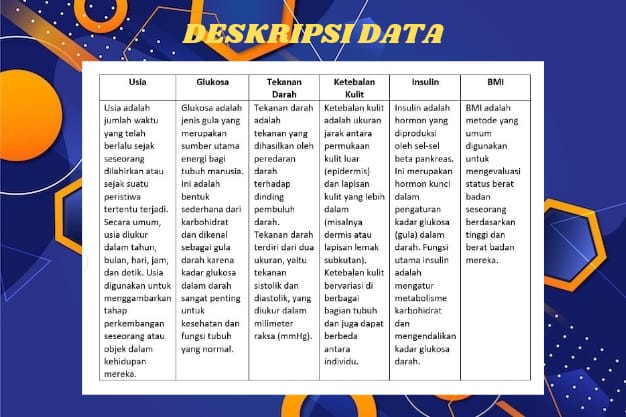 DESKRIPSI DATA
Usia
Usia adalah
jumlah waktu
yang telah
berlalu sejak
seseorang
dilahirkan atau
sejak suatu
peristiwa
tertentu terjadi.
Secara umum,
usia diukur
dalam tahun,
bulan, hari, jam,
dan detik. Usia
digunakan untuk
menggambarkan
tahap
perkembangan
seseorang atau
objek dalam
kehidupan
mereka.
Glukosa
Glukosa adalah
jenis gula yang
merupakan
sumber utama
energi bagi
tubuh manusia.
Ini adalah
bentuk
sederhana dari
karbohidrat
dan dikenal
sebagai gula
darah karena
kadar glukosa
dalam darah
sangat penting
untuk
kesehatan dan
fungsi tubuh
yang normal.
Tekanan
Darah
Tekanan darah
adalah
tekanan yang
dihasilkan oleh
peredaran
darah
terhadap
dinding
pembuluh
darah.
Tekanan darah
terdiri dari dua
ukuran, yaitu
tekanan
sistolik dan
diastolik, yang
diukur dalam
milimeter
raksa (mmHg).
Ketebalan
Kulit
Ketebalan kulit
adalah ukuran
jarak antara
permukaan
kulit luar
(epidermis)
dan lapisan
kulit yang lebih
dalam
(misalnya
dermis atau
lapisan lemak
subkutan).
Ketebalan kulit
bervariasi di
berbagai
bagian tubuh
dan juga dapat
berbeda
antara
individu.
Insulin
Insulin adalah
hormon yang
diproduksi
oleh sel-sel
beta pankreas.
Ini merupakan
hormon kunci
dalam
pengaturan
kadar glukosa
(gula) dalam
darah. Fungsi
utama insulin
adalah
mengatur
metabolisme
karbohidrat
dan
mengendalikan
kadar glukosa
darah.
BMI
BMI adalah
metode yang
umum
digunakan
untuk
mengevaluasi
status berat
badan
seseorang
berdasarkan
tinggi dan
berat badan
mereka.